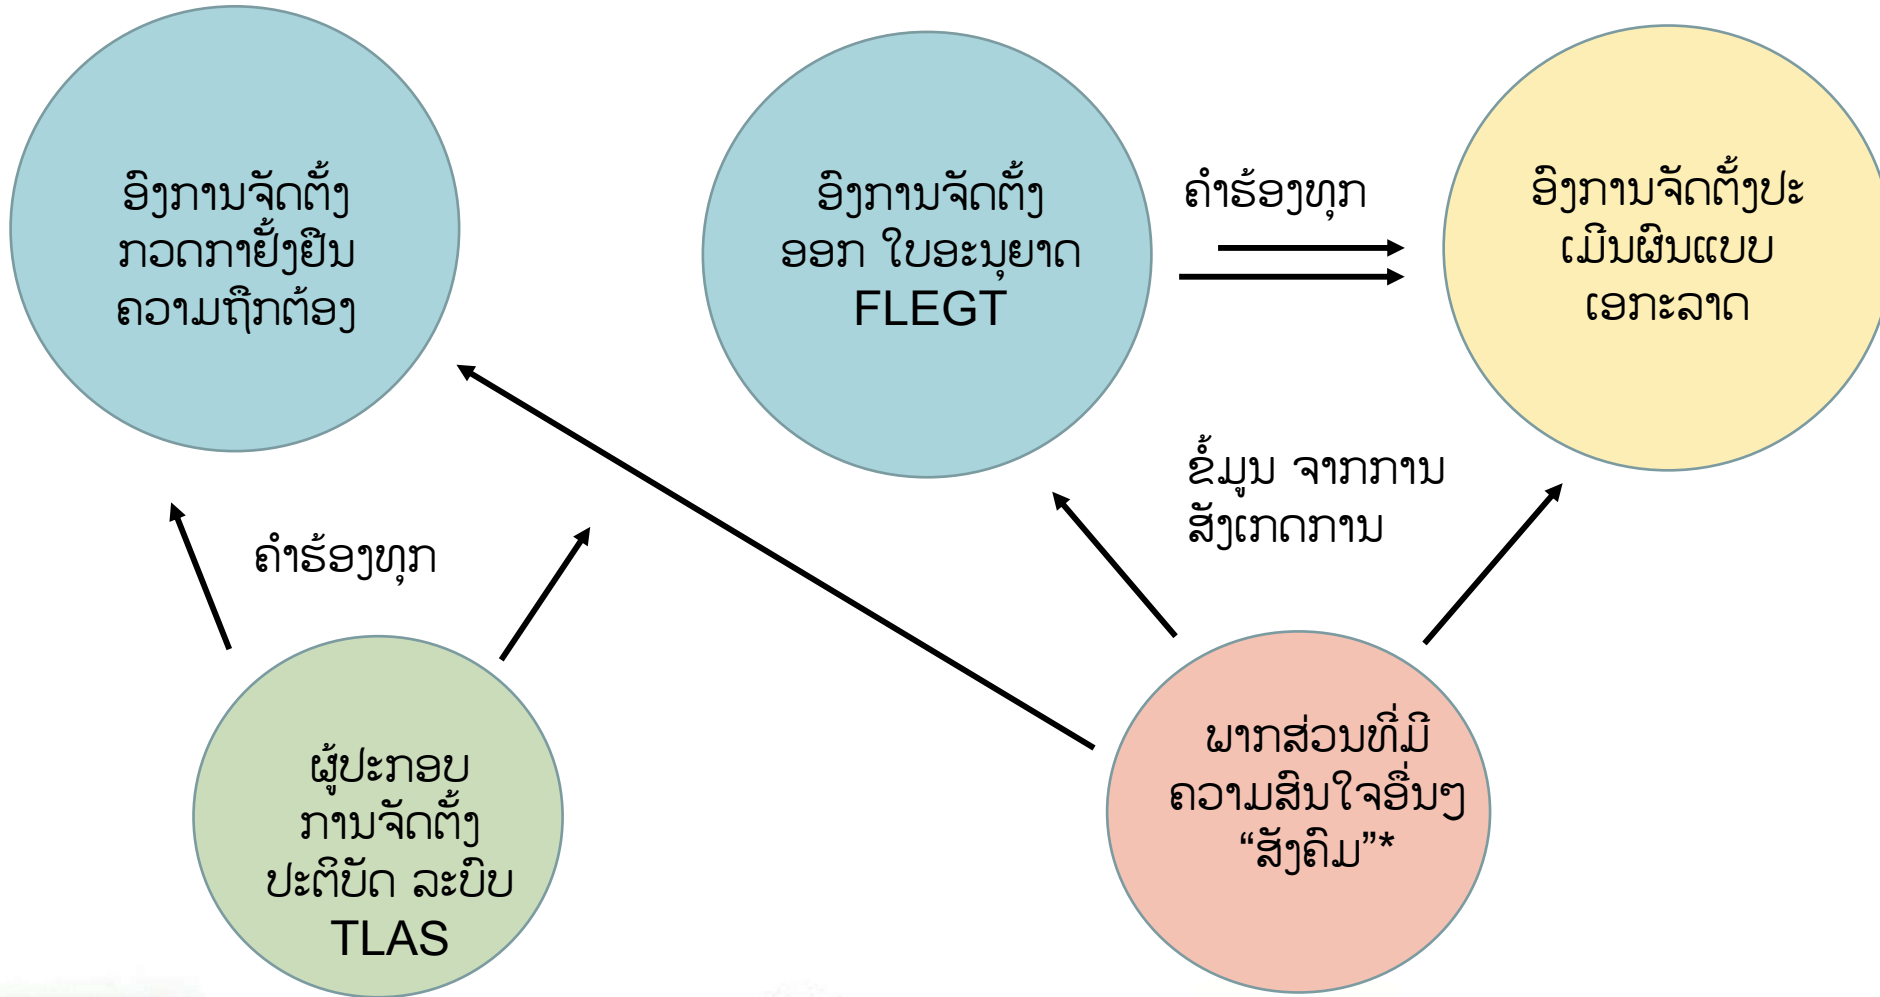 ອົງການຈັດຕັ້ງ
ກວດກາຢັ້ງຢືນ
ຄວາມຖືກຕ້ອງ
ອົງການຈັດຕັ້ງ
ອອກ ໃບອະນຸຍາດ
FLEGT
ຄຳຮ້ອງທຸກ
ອົງການຈັດຕັ້ງປະ
ເມີນຜົນແບບ
ເອກະລາດ
ຂໍ້ມູນ ຈາກການ
ສັງເກດການ
ຄຳຮ້ອງທຸກ
ຜູ້ປະກອບ
ການຈັດຕັ້ງ
ປະຕິບັດ ລະບົບ
TLAS
ພາກສ່ວນທີ່ມີ
ຄວາມສົນໃຈອື່ນໆ
“ສັງຄົມ”*